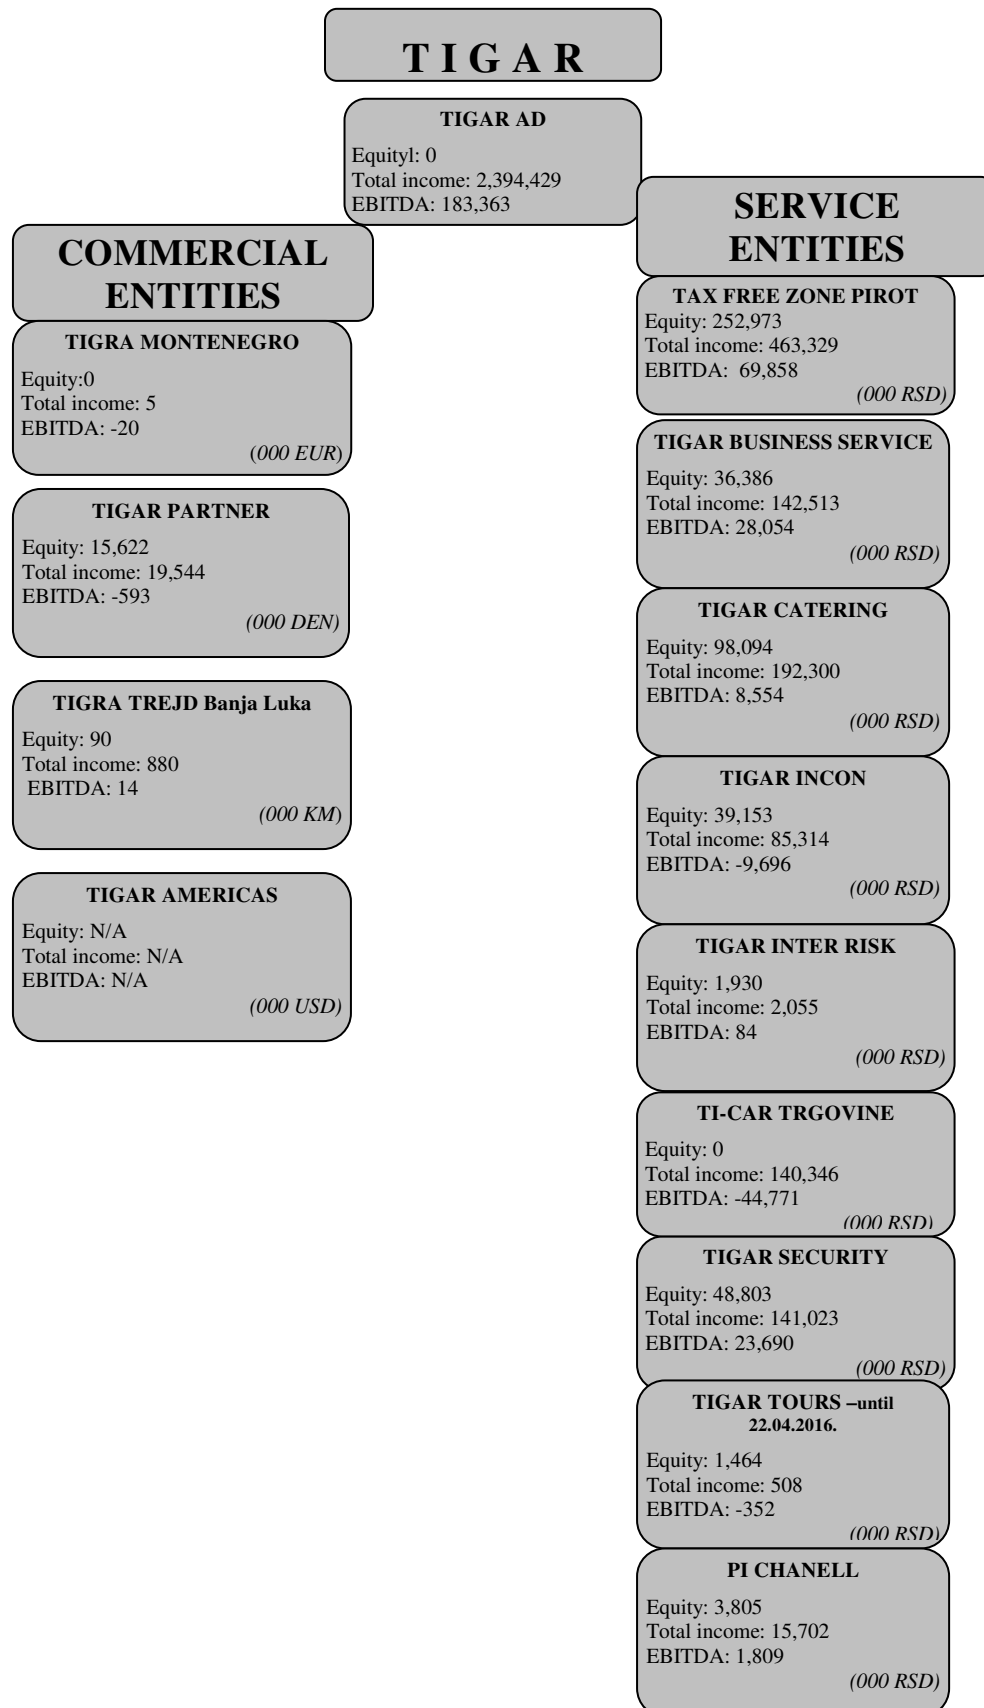 T I G A R
TIGAR AD
Equityl: 0
Total income: 2,394,429
EBITDA: 183,363
COMMERCIAL
ENTITIES
TIGRA MONTENEGRO
Equity:0
Total income: 5
EBITDA: -20
(000 EUR)
TIGAR PARTNER
Equity: 15,622
Total income: 19,544
EBITDA: -593
(000 DEN)
TIGRA TREJD Banja Luka
Equity: 90
Total income: 880
EBITDA: 14
(000 KM)
TIGAR AMERICAS
Equity: N/A
Total income: N/A
EBITDA: N/A
(000 USD)
SERVICE
ENTITIES
TAX FREE ZONE PIROT
Equity: 252,973
Total income: 463,329
EBITDA: 69,858
(000 RSD)
TIGAR BUSINESS SERVICE
Equity: 36,386
Total income: 142,513
EBITDA: 28,054
(000 RSD)
TIGAR CATERING
Equity: 98,094
Total income: 192,300
EBITDA: 8,554
(000 RSD)
TIGAR INCON
Equity: 39,153
Total income: 85,314
EBITDA: -9,696
(000 RSD)
TIGAR INTER RISK
Equity: 1,930
Total income: 2,055
EBITDA: 84
(000 RSD)
TI-CAR TRGOVINE
Equity: 0
Total income: 140,346
EBITDA: -44,771
(000 RSD)
TIGAR SECURITY
Equity: 48,803
Total income: 141,023
EBITDA: 23,690
(000 RSD)
TIGAR TOURS –until
22.04.2016.
Equity: 1,464
Total income: 508
EBITDA: -352
(000 RSD)
PI CHANELL
Equity: 3,805
Total income: 15,702
EBITDA: 1,809
(000 RSD)